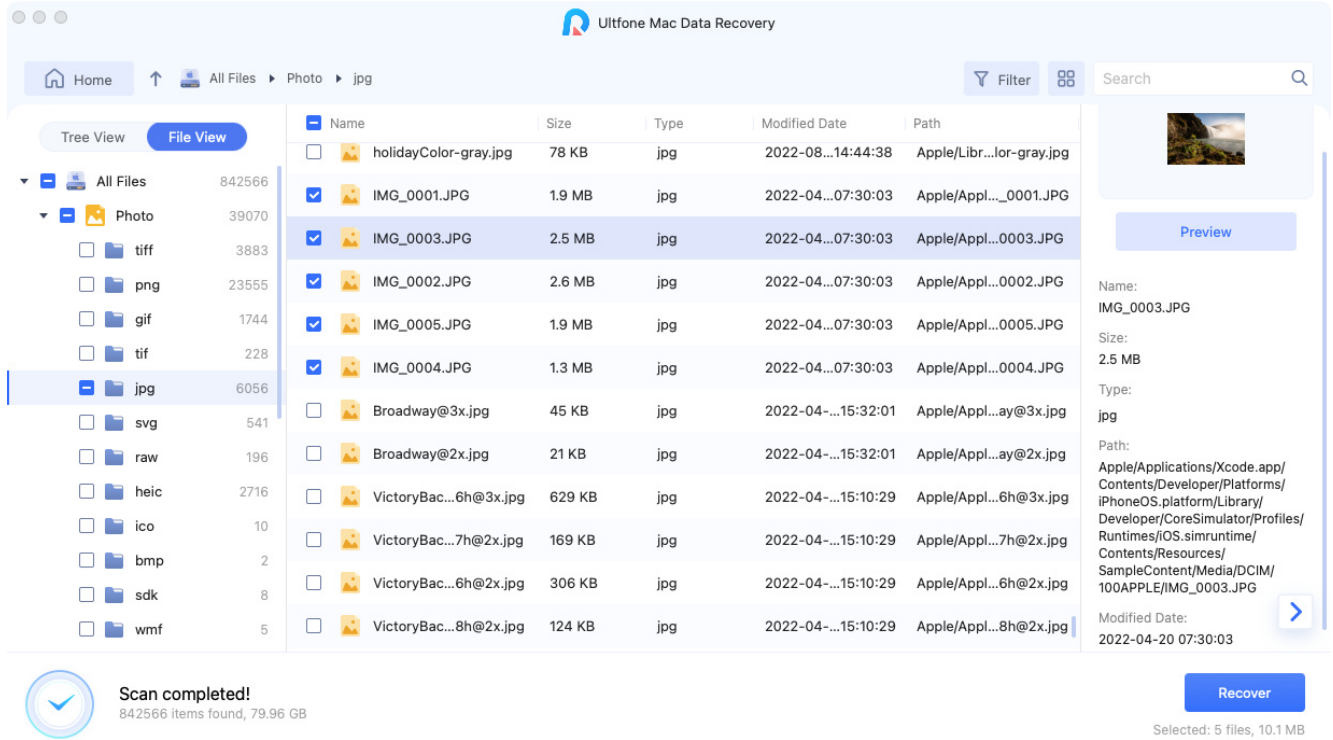 Ultfone Mac Data Recovery
Home
All Files
Photo
jpg
Filter
Search
Tree View
File View
All Files 842566
Photo 39070
tiff 3883
png 23555
gif 1744
tif 228
jpg 6056
svg 541
raw 196
heic 2716
ico 10
bmp 2
sdk 8
wmf 5
Name Size Type Modified Date Path
holidayColor-gray.jpg 78 KB jpg 2022-08...14:44:38 Apple/Libr...lor-gray.jpg
IMG_0001.JPG 1.9 MB jpg 2022-04...07:30:03 Apple/Appl..._0001.JPG
IMG_0003.JPG 2.5 MB jpg 2022-04...07:30:03 Apple/Appl...0003.JPG
IMG_0002.JPG 2.6 MB jpg 2022-04...07:30:03 Apple/Appl...0002.JPG
IMG_0005.JPG 1.9 MB jpg 2022-04...07:30:03 Apple/Appl...0005.JPG
IMG_0004.JPG 1.3 MB jpg 2022-04...07:30:03 Apple/Appl...0004.JPG
Broadway@3x.jpg 45 KB jpg 2022-04-...15:32:01 Apple/Appl...ay@3x.jpg
Broadway@2x.jpg 21 KB jpg 2022-04-...15:32:01 Apple/Appl...ay@2x.jpg
VictoryBac...6h@3x.jpg 629 KB jpg 2022-04-...15:10:29 Apple/Appl...6h@3x.jpg
VictoryBac...7h@2x.jpg 169 KB jpg 2022-04-...15:10:29 Apple/Appl...7h@2x.jpg
VictoryBac...6h@2x.jpg 306 KB jpg 2022-04-...15:10:29 Apple/Appl...6h@2x.jpg
VictoryBac...8h@2x.jpg 124 KB jpg 2022-04-...15:10:29 Apple/Appl...8h@2x.jpg
Preview
Name:
IMG_0003.JPG
Size:
2.5 MB
Type:
jpg
Path:
Apple/Applications/Xcode.app/
Contents/Developer/Platforms/
iPhoneOS.platform/Library/
Developer/CoreSimulator/Profiles/
Runtimes/iOS.simruntime/
Contents/Resources/
SampleContent/Media/DCIM/
100APPLE/IMG_0003.JPG
Modified Date:
2022-04-20 07:30:03
Scan completed!
842566 items found, 79.96 GB
Recover
Selected: 5 files, 10.1 MB